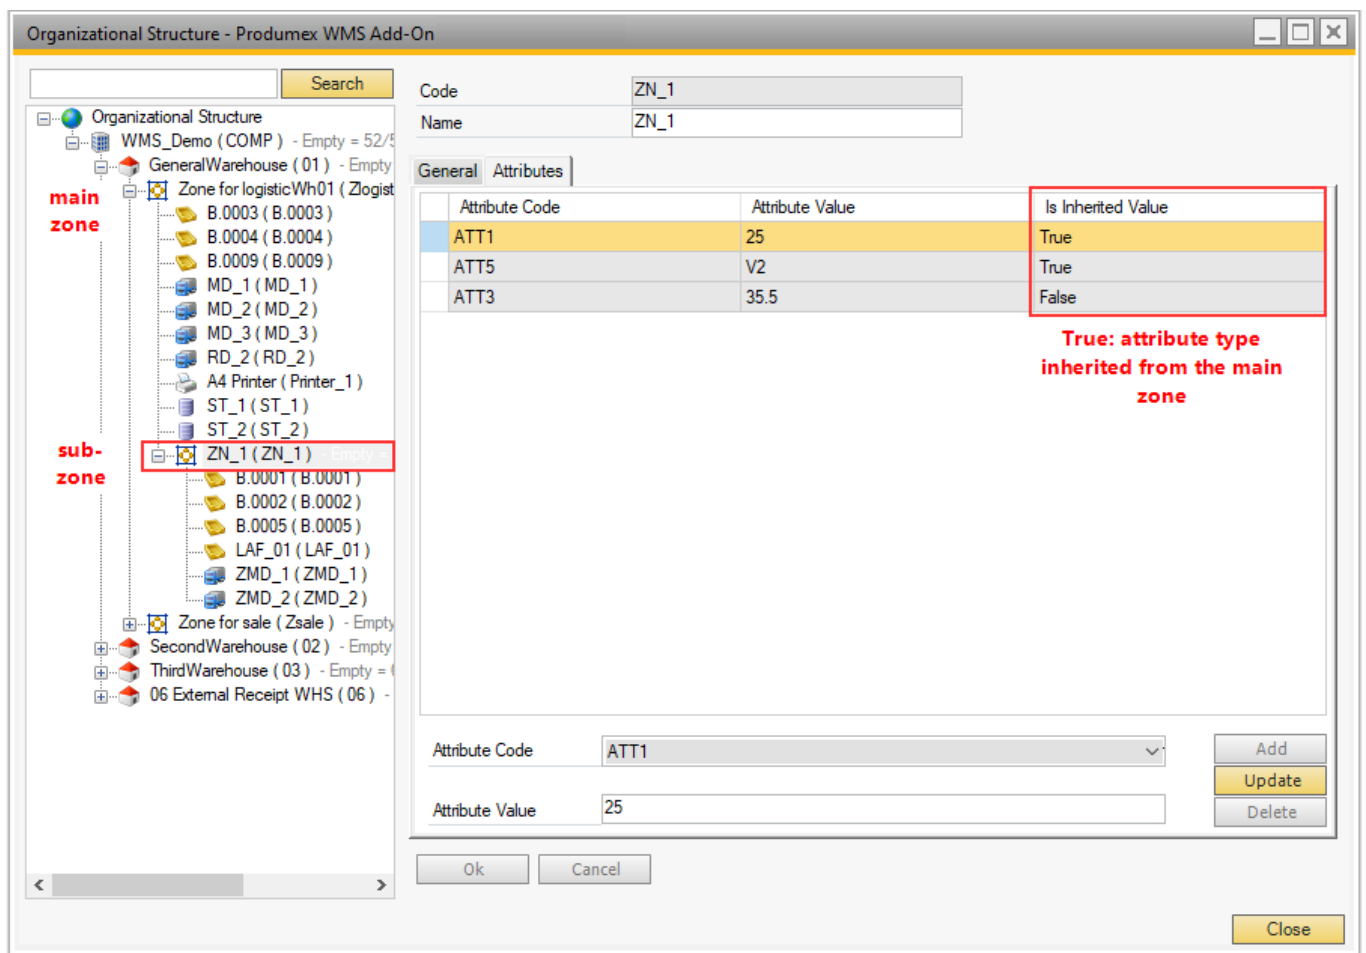 Organizational Structure - Produmex WMS Add-On
Search
Organizational Structure
WMS_Demo ( COMP ) - Empty = 52/5
GeneralWarehouse ( 01 ) - Empty
main zone
Zone for logisticWh01 ( Zlogist
B.0003 ( B.0003 )
B.0004 ( B.0004 )
B.0009 ( B.0009 )
MD_1 ( MD_1 )
MD_2 ( MD_2 )
MD_3 ( MD_3 )
RD_2 ( RD_2 )
A4 Printer ( Printer_1 )
ST_1 ( ST_1 )
ST_2 ( ST_2 )
sub-zone
ZN_1 ( ZN_1 ) - Empty =
B.0001 ( B.0001 )
B.0002 ( B.0002 )
B.0005 ( B.0005 )
LAF_01 ( LAF_01 )
ZMD_1 ( ZMD_1 )
ZMD_2 ( ZMD_2 )
Zone for sale ( Zsale ) - Empty
SecondWarehouse ( 02 ) - Empty
ThirdWarehouse ( 03 ) - Empty =
06 External Receipt WHS ( 06 ) -
Code ZN_1
Name ZN_1
General Attributes
Attribute Code Attribute Value Is Inherited Value
ATT1 25 True
ATT5 V2 True
ATT3 35.5 False
True: attribute type
inherited from the main
zone
Attribute Code ATT1 Add
Update
Attribute Value 25 Delete
Ok Cancel
Close